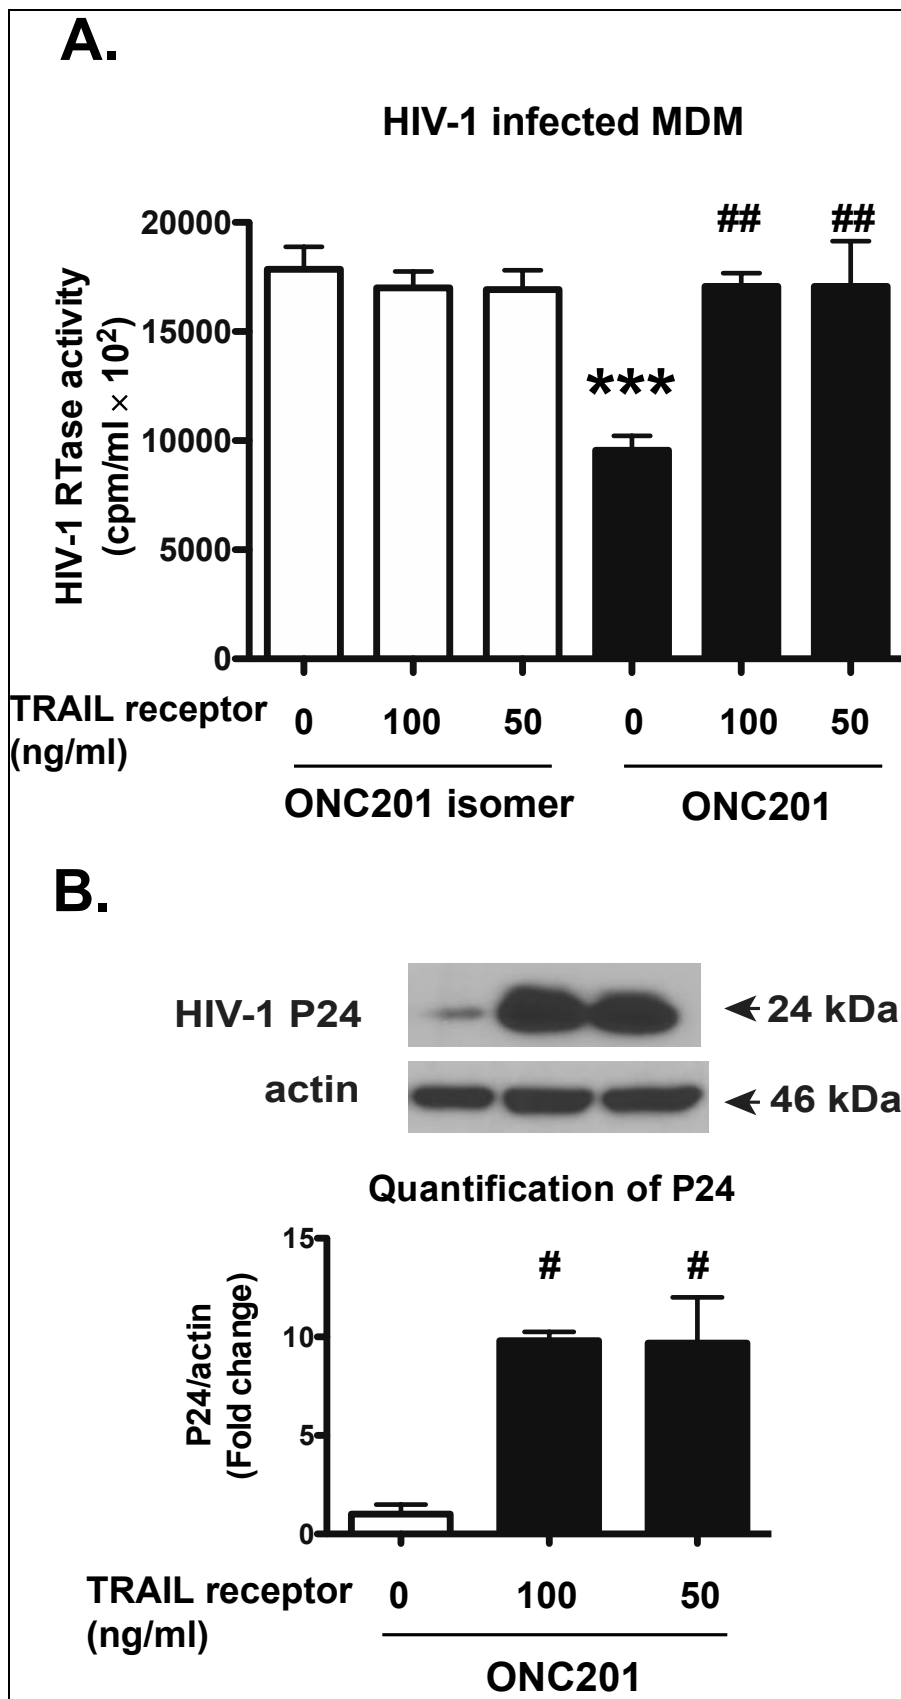 A.
HIV-1 infected MDM
HIV-1 RTase activity
(cpm/ml × 10²)
20000
15000
10000
5000
0
***
##
##
TRAIL receptor
(ng/ml)
0 100 50 0 100 50
ONC201 isomer ONC201
B.
HIV-1 P24
24 kDa
actin
46 kDa
Quantification of P24
P24/actin
(Fold change)
15
10
5
0
#
#
TRAIL receptor
(ng/ml)
0 100 50
ONC201